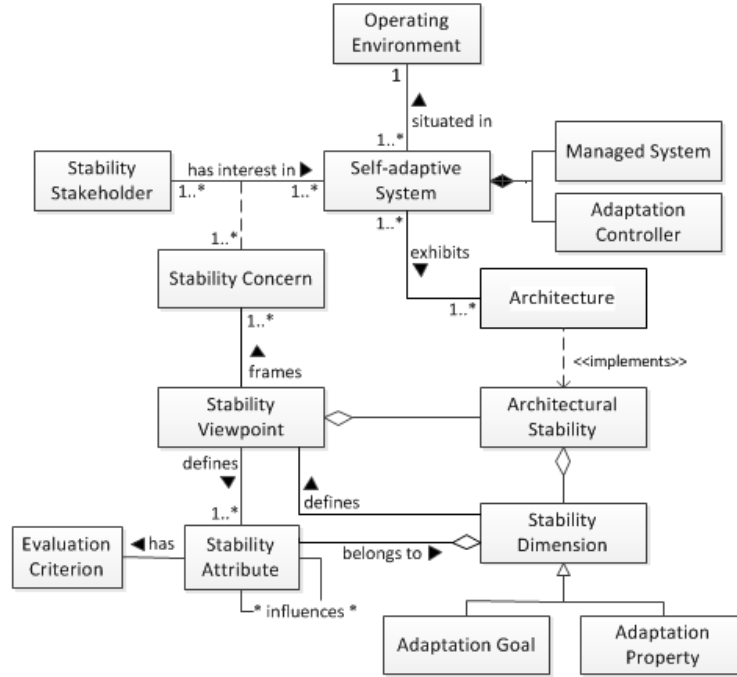 Operating
Environment
1
situated in
1..*
Stability
Stakeholder
has interest in
1..*
1..*
Self-adaptive
System
Managed System
Adaptation
Controller
1..*
1..*
exhibits
Stability Concern
1..*
Architecture
1..*
<<implements>>
frames
Stability
Viewpoint
Architectural
Stability
defines
defines
1..*
Evaluation
Criterion
has
Stability
Attribute
belongs to
Stability
Dimension
* influences *
Adaptation Goal
Adaptation
Property